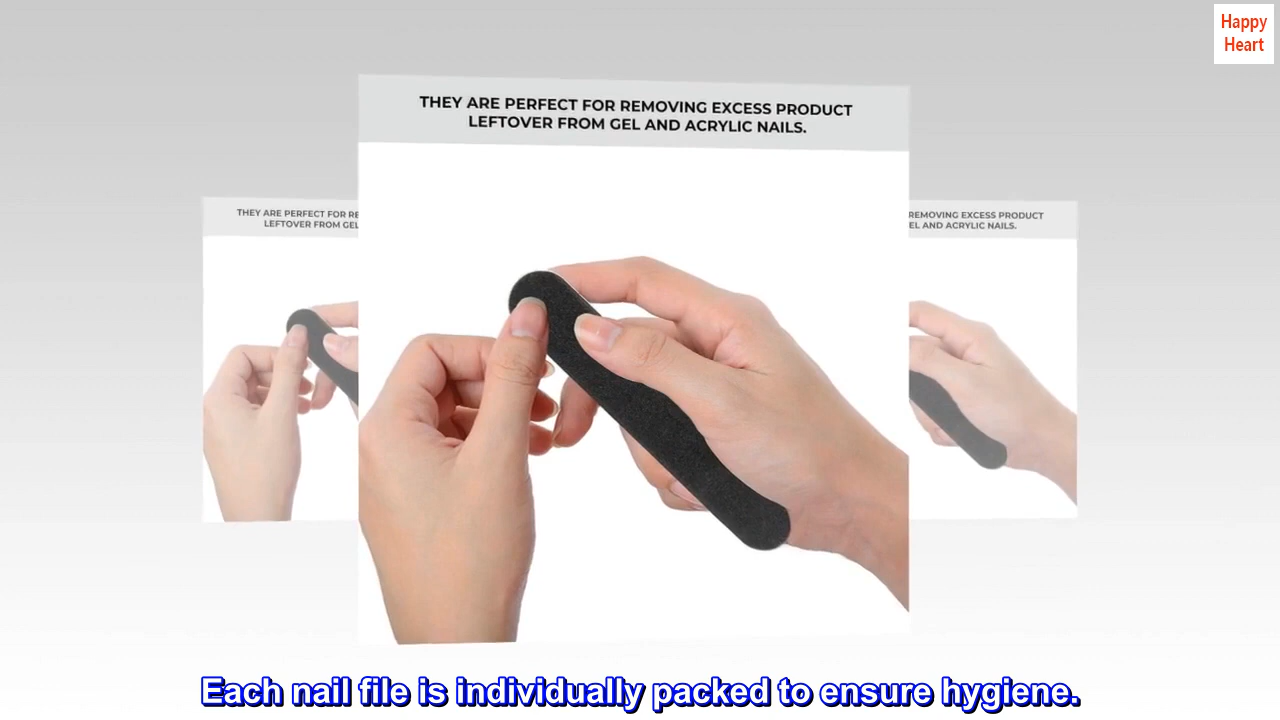 Happy
Heart
THEY ARE PERFECT FOR REMOVING EXCESS PRODUCT
LEFTOVER FROM GEL AND ACRYLIC NAILS.
THEY ARE PERFECT FOR RE
LEFTOVER FROM GEL
REMOVING EXCESS PRODUCT
EL AND ACRYLIC NAILS.
Each nail file is individually packed to ensure hygiene.